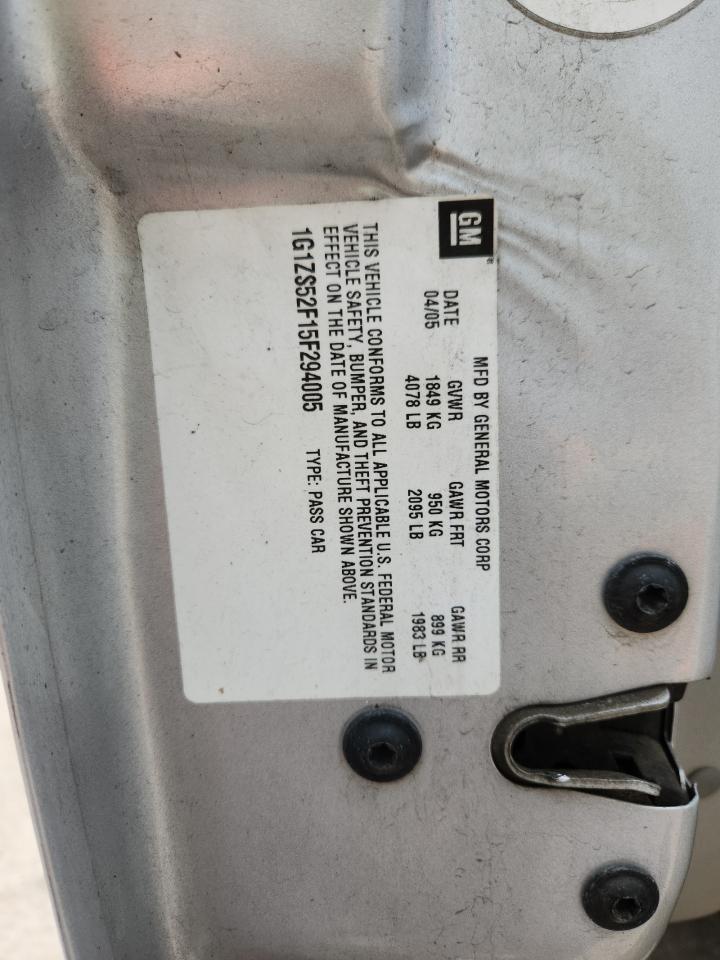 GM®
MFD BY GENERAL MOTORS CORP
DATE GVWR GAWR FRT GAWR RR
04/05 1849 KG 950 KG 899 KG
4078 LB 2095 LB 1983 LB
THIS VEHICLE CONFORMS TO ALL APPLICABLE U.S. FEDERAL MOTOR
VEHICLE SAFETY, BUMPER, AND THEFT PREVENTION STANDARDS IN
EFFECT ON THE DATE OF MANUFACTURE SHOWN ABOVE.
1G1ZS52F15F294005 TYPE: PASS CAR